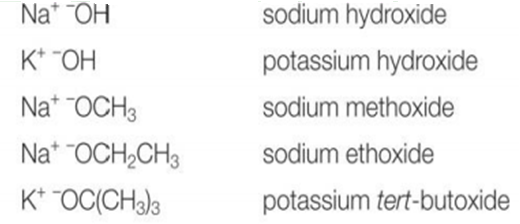 Na⁺ ⁻OH sodium hydroxide
K⁺ ⁻OH potassium hydroxide
Na⁺ ⁻OCH₃ sodium methoxide
Na⁺ ⁻OCH₂CH₃ sodium ethoxide
K⁺ ⁻OC(CH₃)₃ potassium tert-butoxide